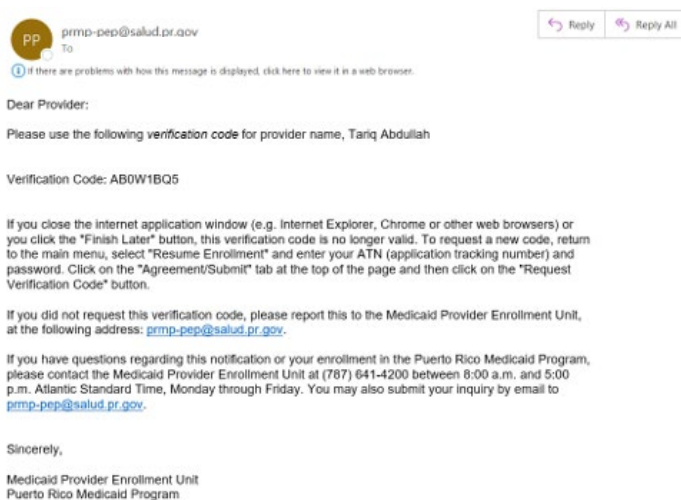 PP
prmp-pep@salud.pr.gov
To
Reply
Reply All
If there are problems with how this message is displayed, click here to view it in a web browser.
Dear Provider:
Please use the following verification code for provider name, Tariq Abdullah
Verification Code: AB0W1BQ5
If you close the internet application window (e.g. Internet Explorer, Chrome or other web browsers) or
you click the "Finish Later" button, this verification code is no longer valid. To request a new code, return
to the main menu, select "Resume Enrollment" and enter your ATN (application tracking number) and
password. Click on the "Agreement/Submit" tab at the top of the page and then click on the "Request
Verification Code" button.
If you did not request this verification code, please report this to the Medicaid Provider Enrollment Unit,
at the following address: prmp-pep@salud.pr.gov.
If you have questions regarding this notification or your enrollment in the Puerto Rico Medicaid Program,
please contact the Medicaid Provider Enrollment Unit at (787) 641-4200 between 8:00 a.m. and 5:00
p.m. Atlantic Standard Time, Monday through Friday. You may also submit your inquiry by email to
prmp-pep@salud.pr.gov.
Sincerely,
Medicaid Provider Enrollment Unit
Puerto Rico Medicaid Program